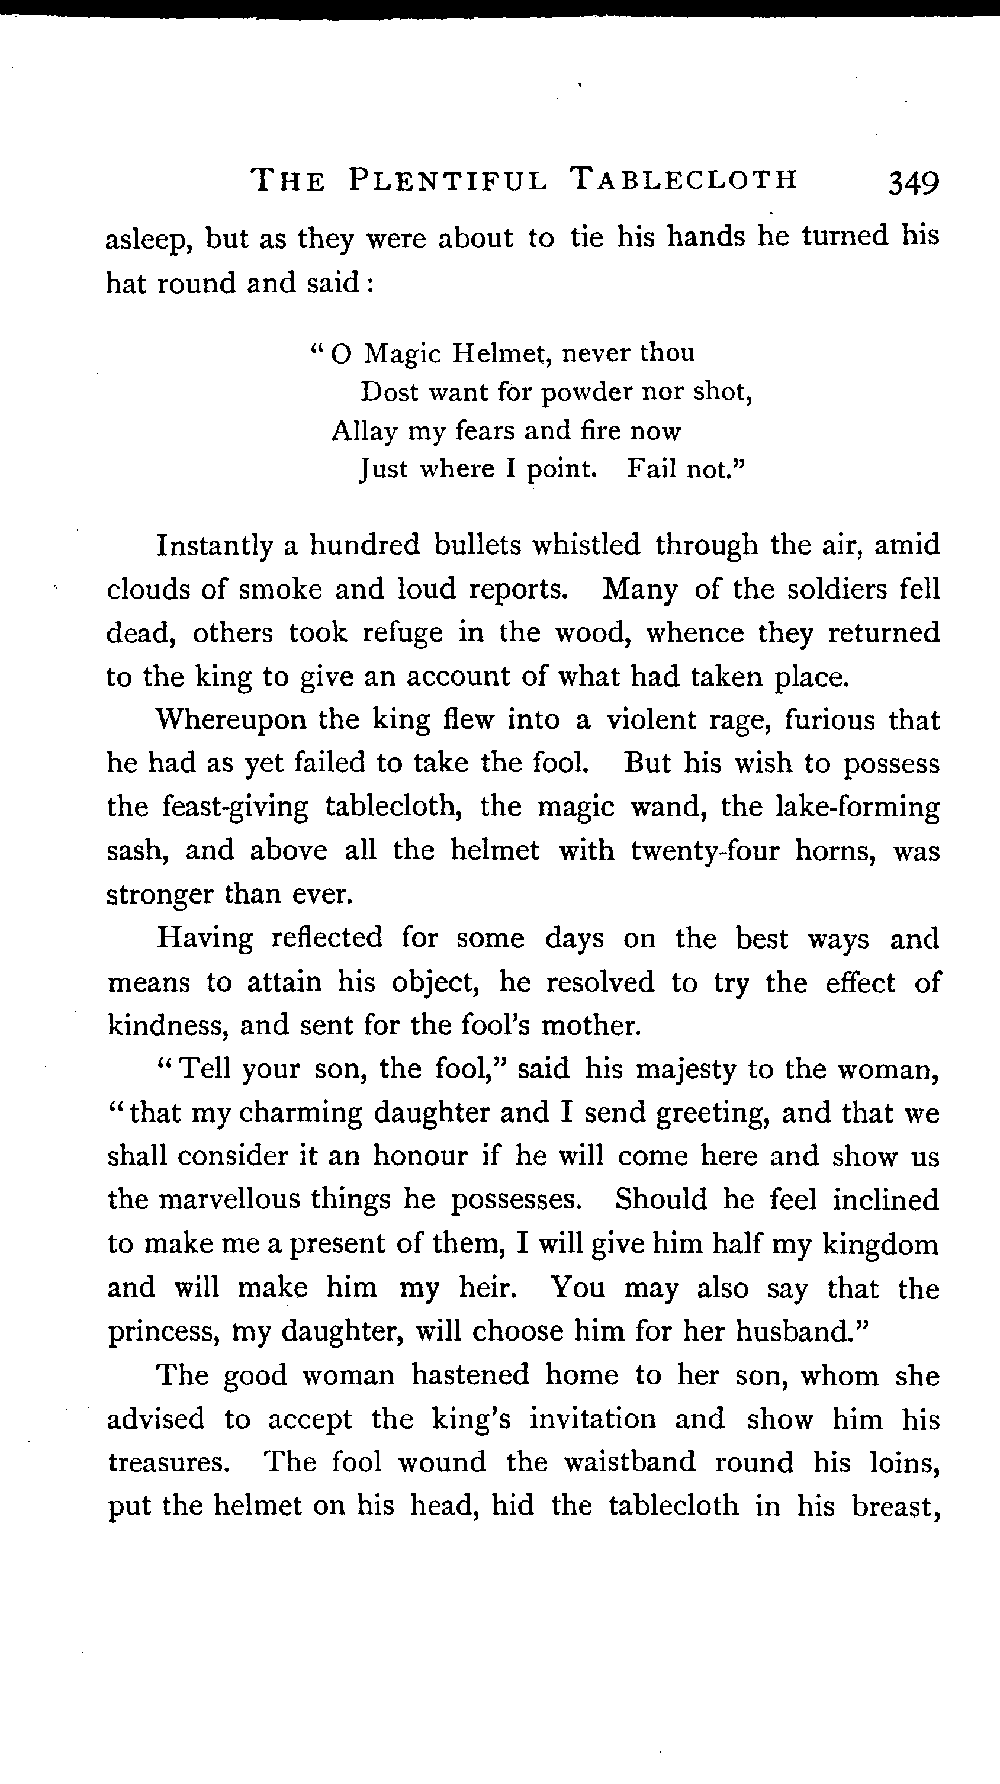 THE PLENTIFUL TABLECLOTH 349
asleep, but as they were about to tie his hands he turned his
hat round and said:
“O Magic Helmet, never thou
Dost want for powder nor shot,
Allay my fears and fire now
Just where I point. Fail not.”
Instantly a hundred bullets whistled through the air, amid
clouds of smoke and loud reports. Many of the soldiers fell
dead, others took refuge in the wood, whence they returned
to the king to give an account of what had taken place.
Whereupon the king flew into a violent rage, furious that
he had as yet failed to take the fool. But his wish to possess
the feast-giving tablecloth, the magic wand, the lake-forming
sash, and above all the helmet with twenty-four horns, was
stronger than ever.
Having reflected for some days on the best ways and
means to attain his object, he resolved to try the effect of
kindness, and sent for the fool's mother.
“Tell your son, the fool,” said his majesty to the woman,
“that my charming daughter and I send greeting, and that we
shall consider it an honour if he will come here and show us
the marvellous things he possesses. Should he feel inclined
to make me a present of them, I will give him half my kingdom
and will make him my heir. You may also say that the
princess, my daughter, will choose him for her husband.”
The good woman hastened home to her son, whom she
advised to accept the king's invitation and show him his
treasures. The fool wound the waistband round his loins,
put the helmet on his head, hid the tablecloth in his breast,